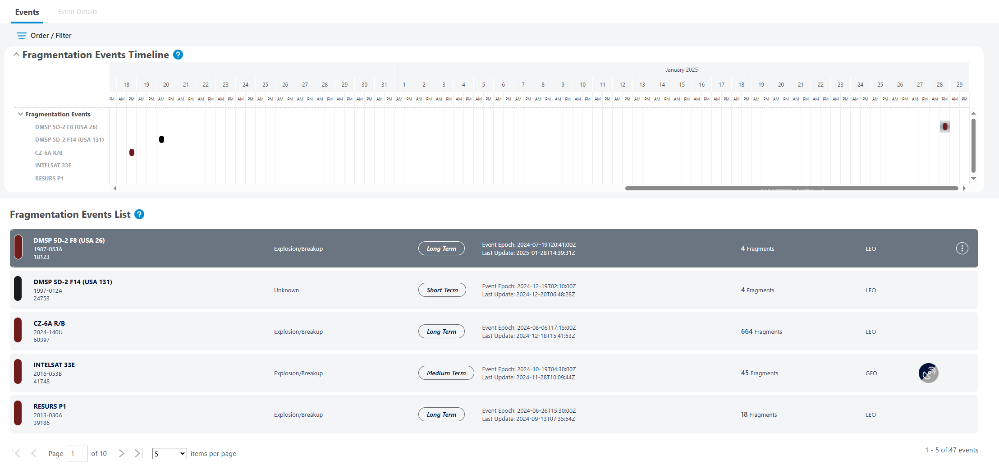 Events Event Details
Order / Filter
Fragmentation Events Timeline ?
January 2025
18 19 20 21 22 23 24 25 26 27 28 29 30 31 1 2 3 4 5 6 7 8 9 10 11 12 13 14 15 16 17 18 19 20 21 22 23 24 25 26 27 28 29
PM AM PM AM PM AM PM AM PM AM PM AM PM AM PM AM PM AM PM AM PM AM PM AM PM AM PM AM PM AM PM AM PM AM PM AM PM AM PM AM PM AM PM AM PM AM PM AM PM AM PM AM PM AM PM AM PM AM PM AM PM AM PM AM PM AM PM AM PM AM PM AM PM AM PM AM PM AM PM AM PM AM PM AM PM AM PM
Fragmentation Events
DMSP 5D-2 F8 (USA 26)
DMSP 5D-2 F14 (USA 131)
CZ-6A R/B
INTELSAT 33E
RESURS P1
Fragmentation Events List ?
DMSP 5D-2 F8 (USA 26)
1987-053A
18123
Explosion/Breakup
Long Term
Event Epoch: 2024-07-19T20:41:00Z
Last Update: 2025-01-28T14:39:31Z
4 Fragments
LEO
DMSP 5D-2 F14 (USA 131)
1997-012A
24753
Unknown
Short Term
Event Epoch: 2024-12-19T02:10:00Z
Last Update: 2024-12-20T06:48:28Z
4 Fragments
LEO
CZ-6A R/B
2024-140U
60397
Explosion/Breakup
Long Term
Event Epoch: 2024-08-06T17:15:00Z
Last Update: 2024-12-18T15:41:53Z
664 Fragments
LEO
INTELSAT 33E
2016-053B
41748
Explosion/Breakup
Medium Term
Event Epoch: 2024-10-19T04:30:00Z
Last Update: 2024-11-28T10:09:44Z
45 Fragments
GEO
RESURS P1
2013-030A
39186
Explosion/Breakup
Long Term
Event Epoch: 2024-06-26T15:30:00Z
Last Update: 2024-09-13T07:35:54Z
18 Fragments
LEO
Page 1 of 10 5 items per page
1 - 5 of 47 events